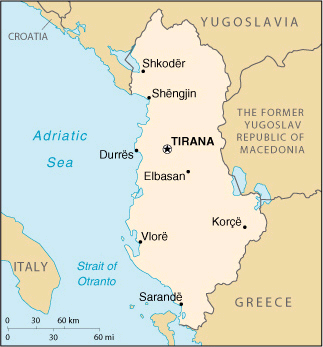 YUGOSLAVIA
CROATIA
Shkodër
Shëngjin
THE FORMER
YUGOSLAV
REPUBLIC OF
MACEDONIA
Adriatic
Sea
TIRANA
Durrës
Elbasan
Korçë
Vlorë
ITALY
Strait of
Otranto
Sarandë
GREECE
0 30 60 km
0 30 60 mi